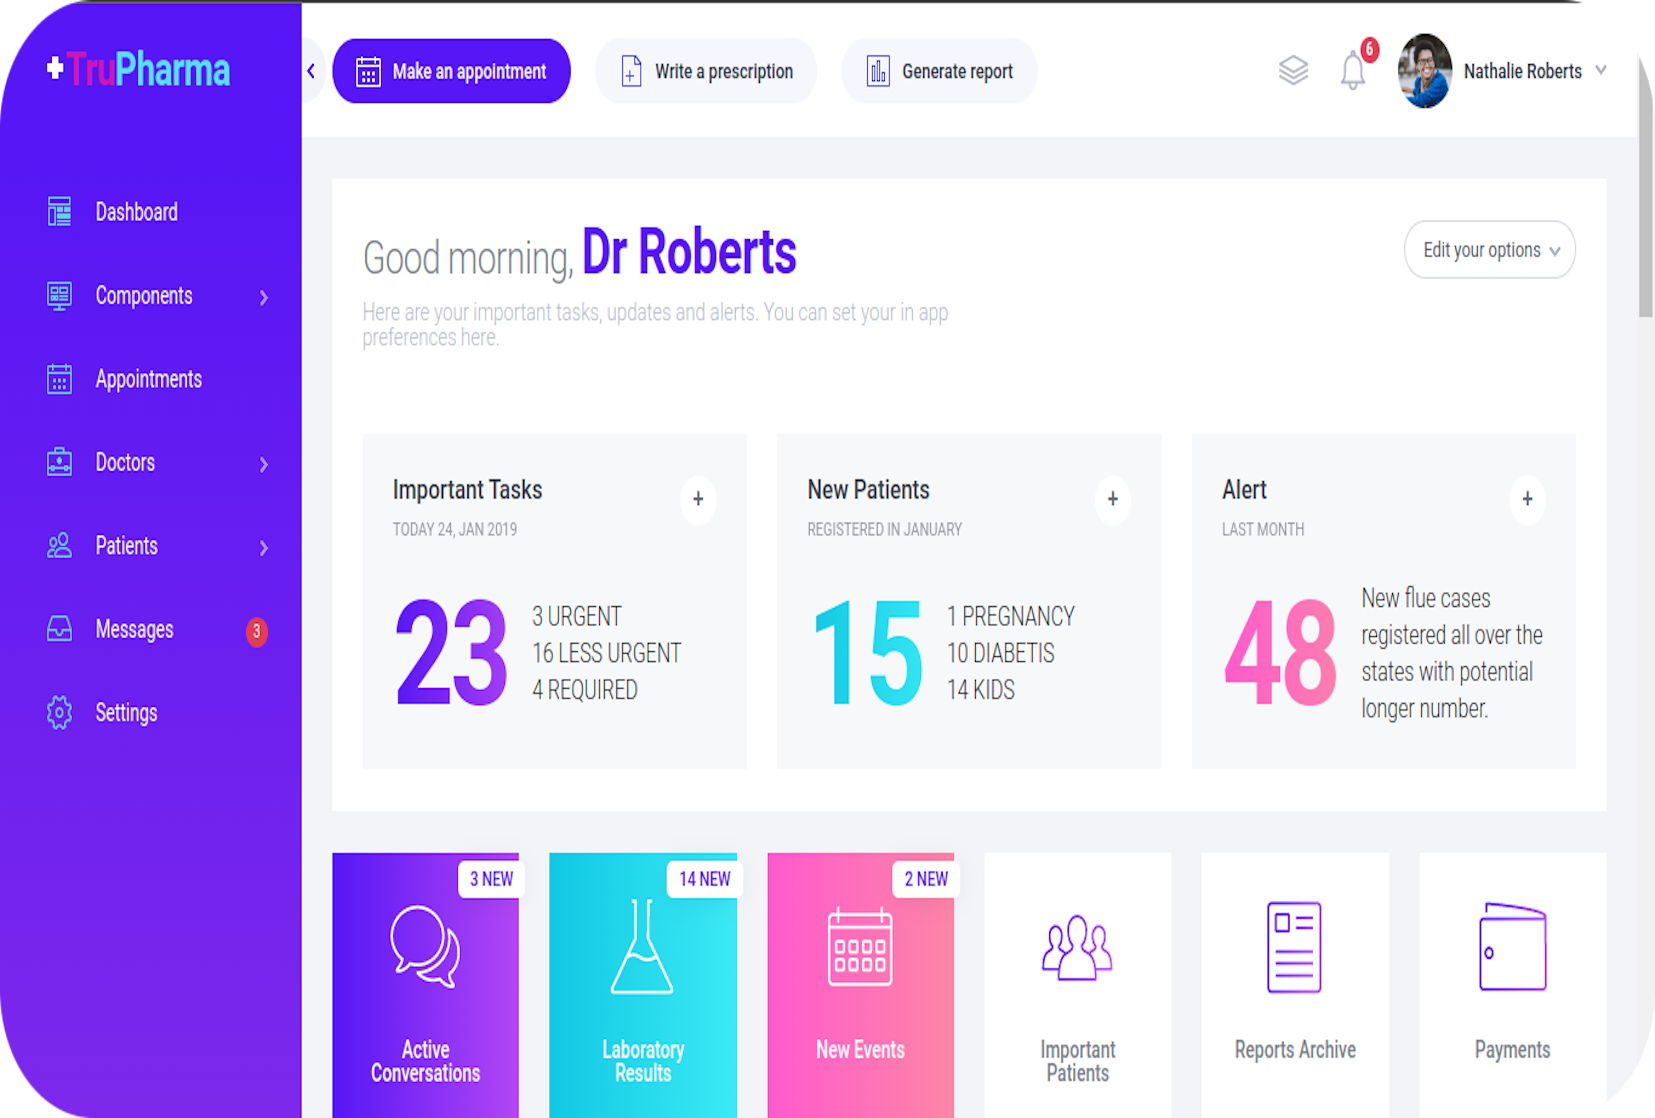 TruPharma
Make an appointment
Write a prescription
Generate report
6
Nathalie Roberts
Dashboard
Components
Appointments
Doctors
Patients
Messages
3
Settings
Good morning, Dr Roberts
Edit your options
Here are your important tasks, updates and alerts. You can set your in app
preferences here.
Important Tasks
+
TODAY 24, JAN 2019
23
3 URGENT
16 LESS URGENT
4 REQUIRED
New Patients
+
REGISTERED IN JANUARY
15
1 PREGNANCY
10 DIABETIS
14 KIDS
Alert
+
LAST MONTH
48
New flue cases
registered all over the
states with potential
longer number.
3 NEW
Active
Conversations
14 NEW
Laboratory
Results
2 NEW
New Events
Important
Patients
Reports Archive
Payments